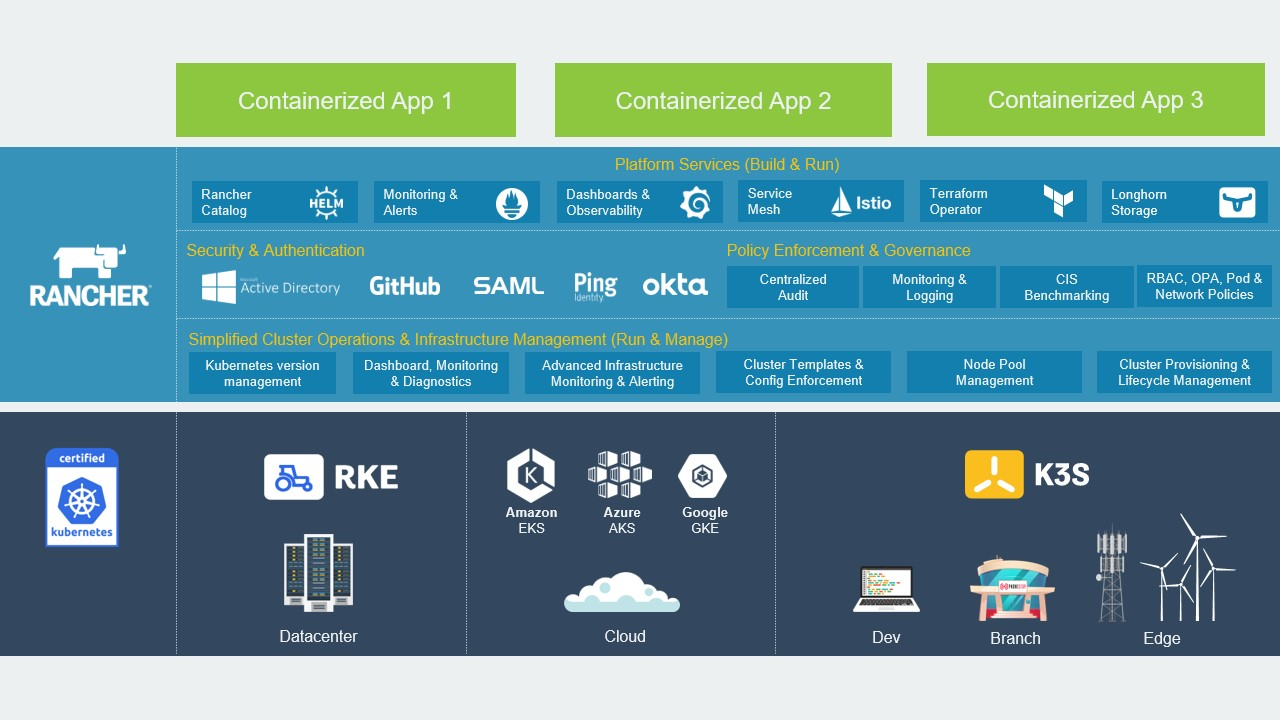 Containerized App 1
Containerized App 2
Containerized App 3
Platform Services (Build & Run)
Rancher
Catalog
HELM
Monitoring &
Alerts
Dashboards &
Observability
Service
Mesh
Istio
Terraform
Operator
Longhorn
Storage
RANCHER®
Security & Authentication
Microsoft
Active Directory
GitHub
SAML
Ping
Identity
okta
Policy Enforcement & Governance
Centralized
Audit
Monitoring &
Logging
CIS
Benchmarking
RBAC, OPA, Pod &
Network Policies
Simplified Cluster Operations & Infrastructure Management (Run & Manage)
Kubernetes version
management
Dashboard, Monitoring
& Diagnostics
Advanced Infrastructure
Monitoring & Alerting
Cluster Templates &
Config Enforcement
Node Pool
Management
Cluster Provisioning &
Lifecycle Management
certified
kubernetes
RKE
Datacenter
K
Amazon
EKS
Azure
AKS
Google
GKE
Cloud
K3S
Dev
Branch
Edge